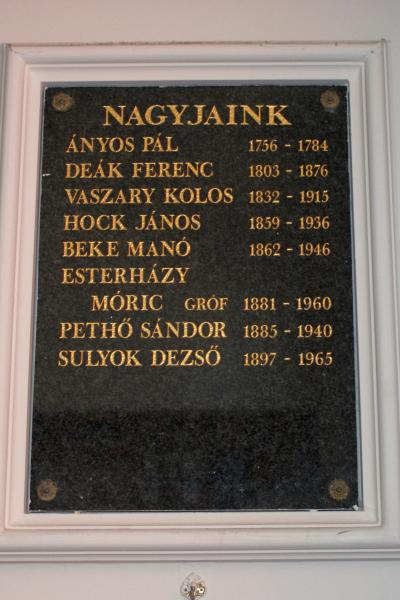 NAGYJAINK
ÁNYOS PÁL 1756 - 1784
DEÁK FERENC 1803 - 1876
VASZARY KOLOS 1832 - 1915
HOCK JÁNOS 1859 - 1936
BEKE MANÓ 1862 - 1946
ESTERHÁZY
MÓRIC GRÓF 1881 - 1960
PETHŐ SÁNDOR 1885 - 1940
SULYOK DEZSŐ 1897 - 1965